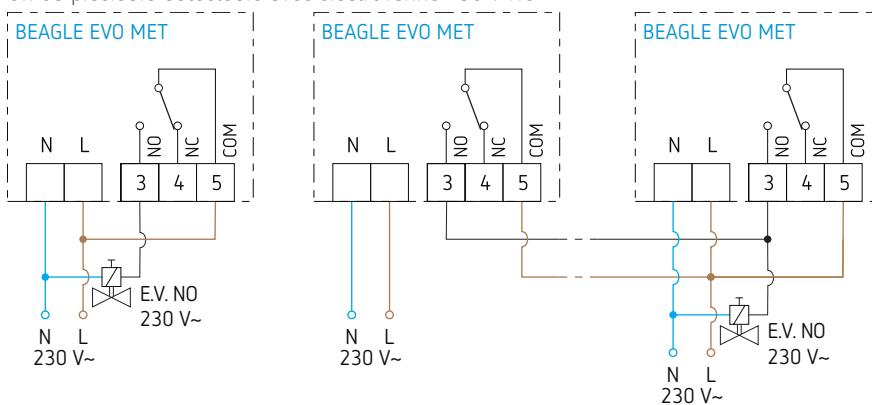 BEAGLE EVO MET
BEAGLE EVO MET
BEAGLE EVO MET
N L NO NC COM
3 4 5
N L NO NC COM
3 4 5
N L NO NC COM
3 4 5
E.V. NO
230 V~
N L
230 V~
N L
230 V~
E.V. NO
230 V~
N L
230 V~